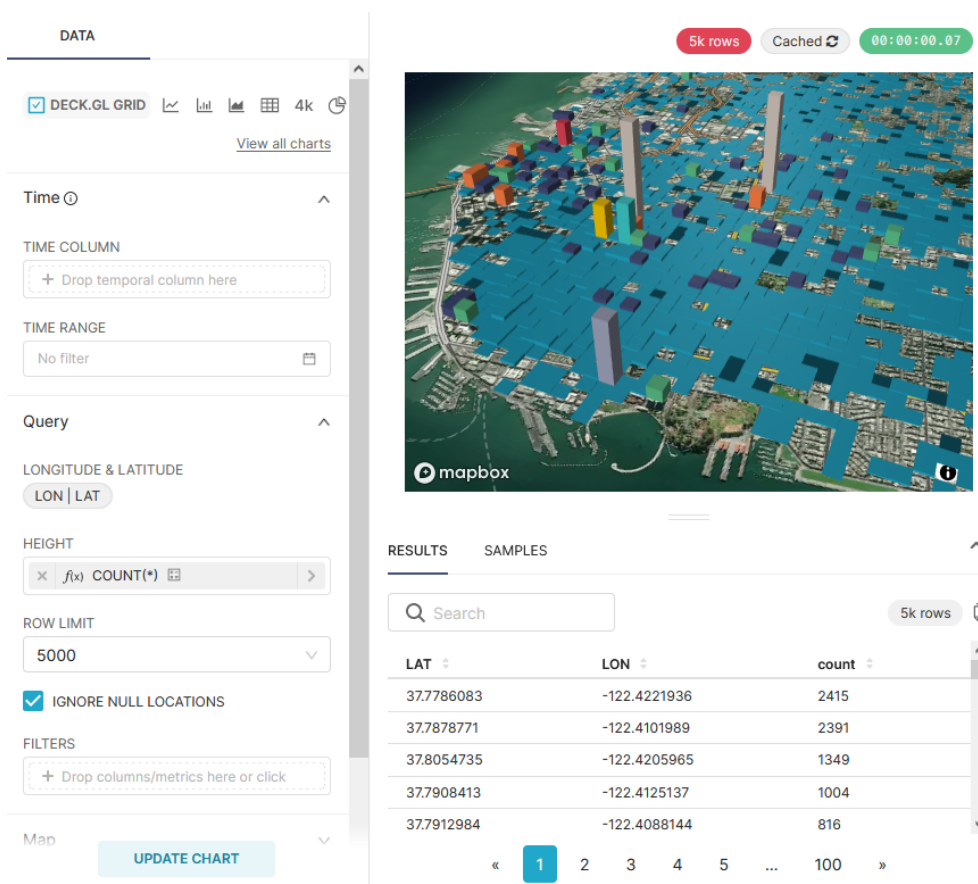 DATA
DECK.GL GRID 4k
View all charts
Time
TIME COLUMN
+ Drop temporal column here
TIME RANGE
No filter
Query
LONGITUDE & LATITUDE
LON | LAT
HEIGHT
f(x) COUNT(*)
ROW LIMIT
5000
IGNORE NULL LOCATIONS
FILTERS
+ Drop columns/metrics here or click
Map
UPDATE CHART
5k rows Cached 00:00:00.07
mapbox
RESULTS SAMPLES
Search 5k rows
LAT LON count
37.7786083 -122.4221936 2415
37.7878771 -122.4101989 2391
37.8054735 -122.4205965 1349
37.7908413 -122.4125137 1004
37.7912984 -122.4088144 816
« 1 2 3 4 5 ... 100 »